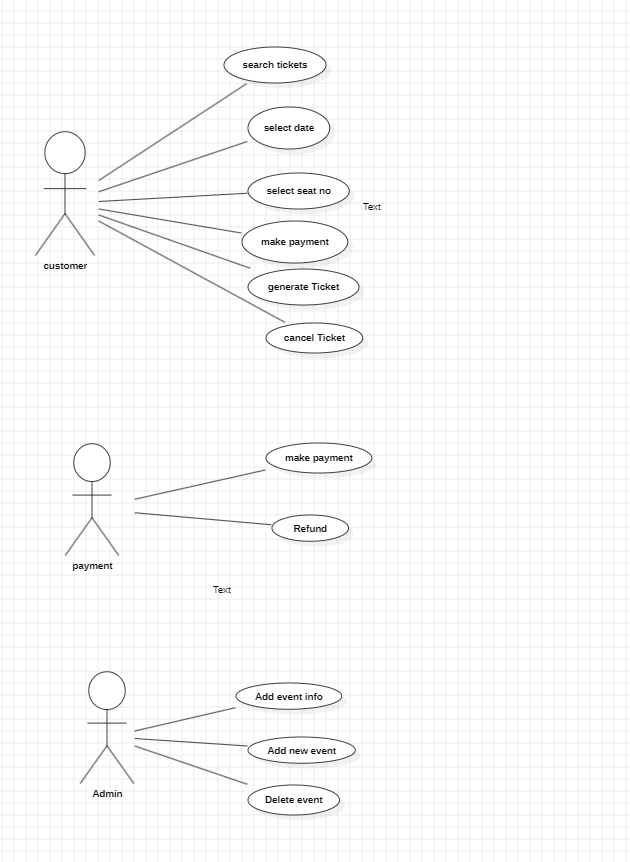 search tickets
select date
select seat no
Text
make payment
customer
generate Ticket
cancel Ticket
make payment
Refund
payment
Text
Add event info
Add new event
Admin
Delete event